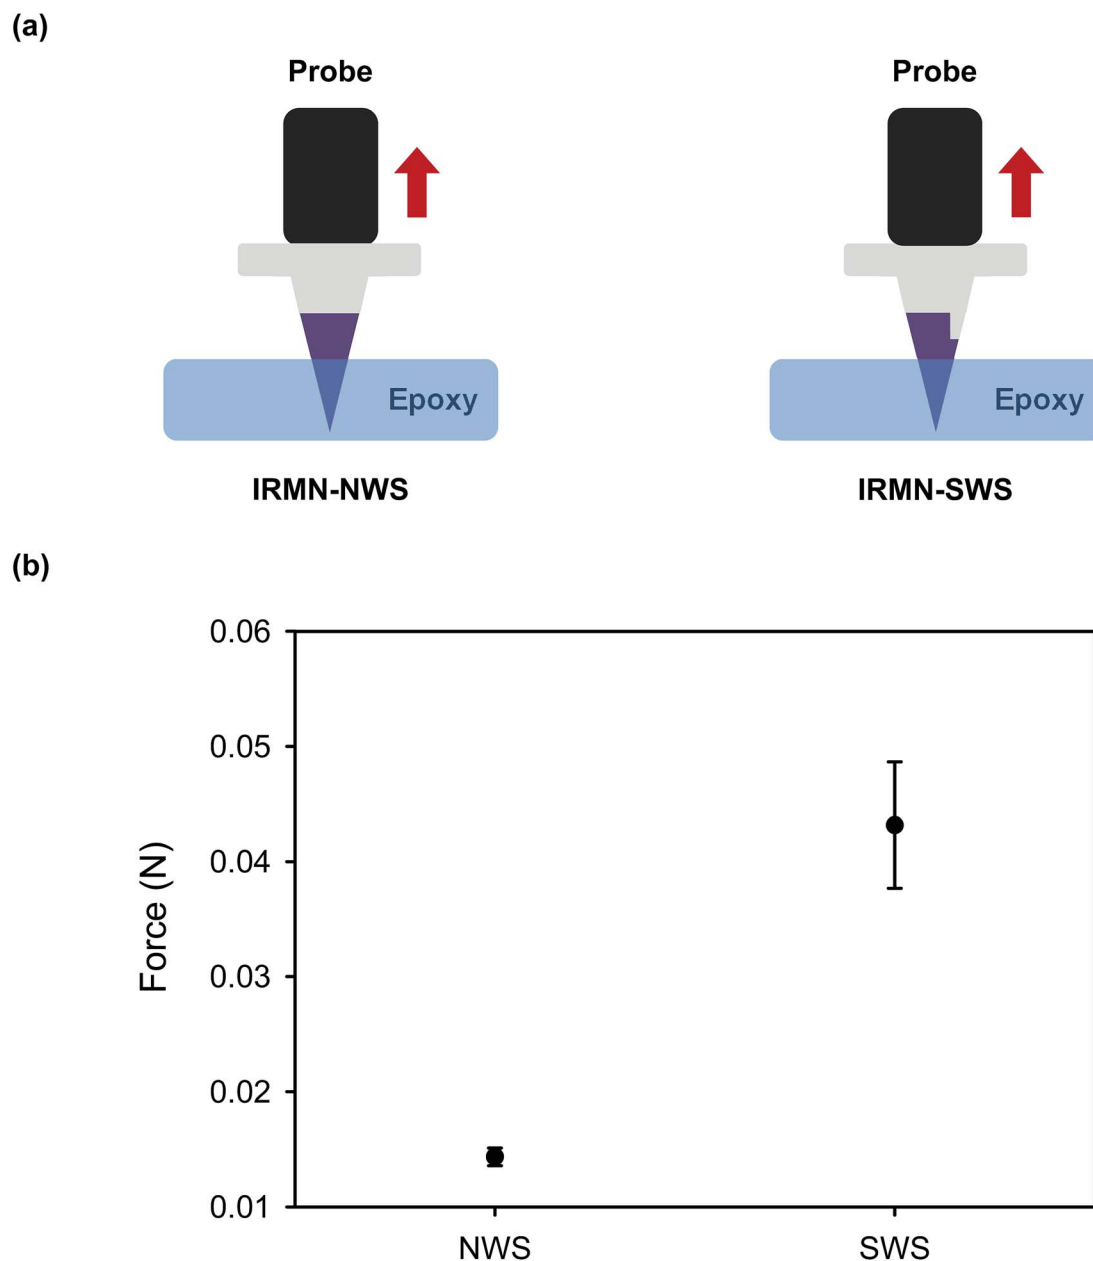 (a)
Probe
Probe
Epoxy
Epoxy
IRMN-NWS
IRMN-SWS
(b)
0.06
0.05
0.04
0.03
0.02
0.01
Force (N)
NWS
SWS